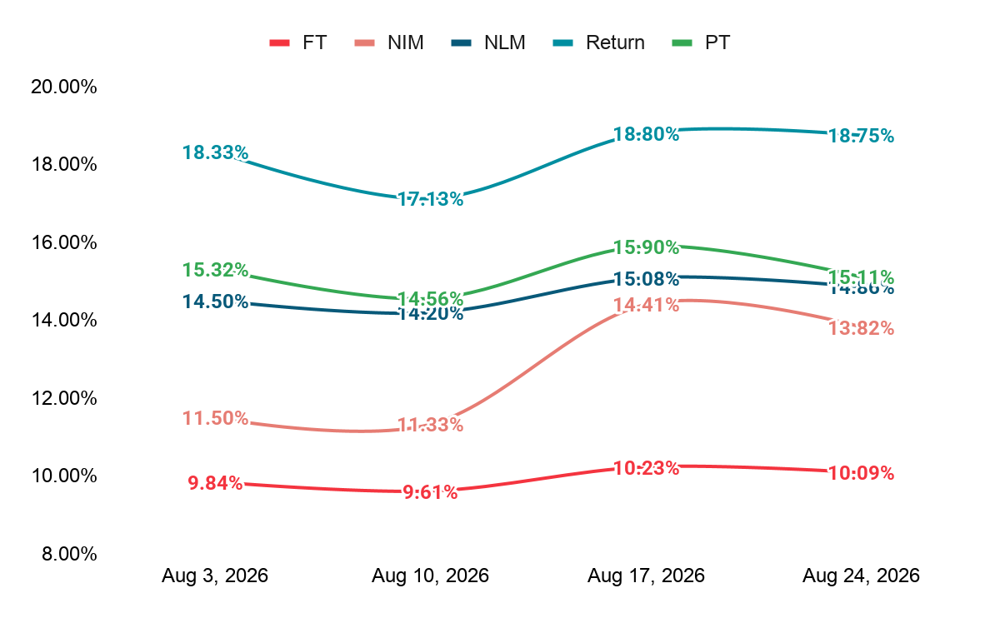 FT NIM NLM Return PT
20.00%
18.00%
16.00%
14.00%
12.00%
10.00%
8.00%
18.33% 17.13% 18.80% 18.75%
15.32% 14.56% 15.90% 15.11%
14.50% 14.20% 15.08% 14.86%
11.50% 11.33% 14.41% 13.82%
9.84% 9.61% 10.23% 10.09%
Aug 3, 2026 Aug 10, 2026 Aug 17, 2026 Aug 24, 2026